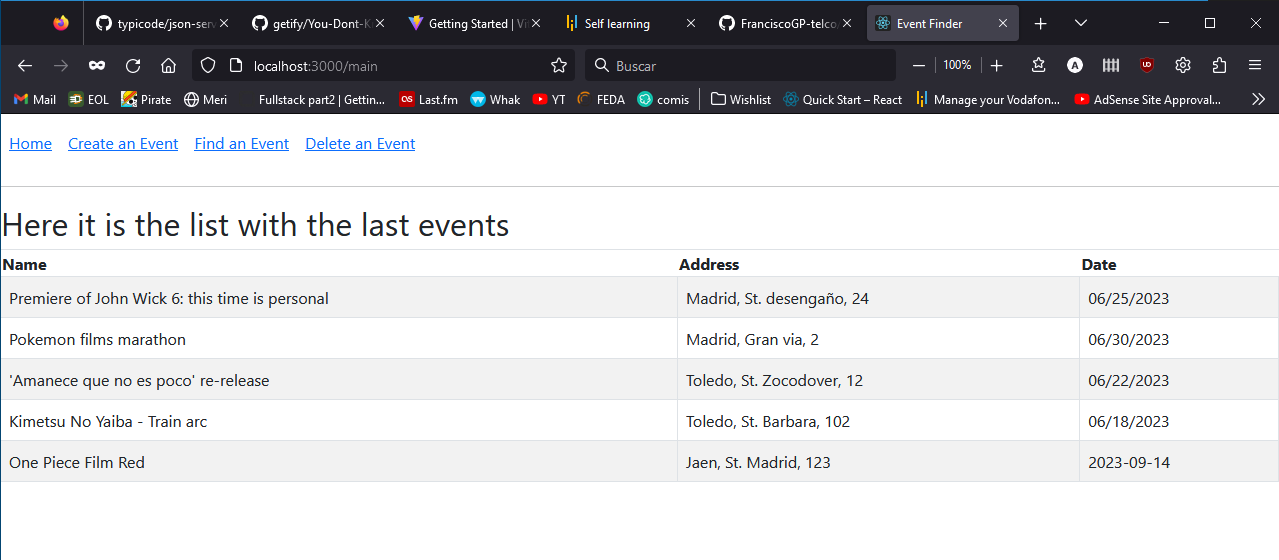 typicode/json-serv getify/You-Dont-K Getting Started | Vi Self learning FranciscoGP-telco Event Finder
localhost:3000/main Buscar 100%
Mail EOL Pirate Meri Fullstack part2 | Gettin... Last.fm Whak YT FEDA comis Wishlist Quick Start – React Manage your Vodafon... AdSense Site Approval...
Home Create an Event Find an Event Delete an Event
Here it is the list with the last events
Name Address Date
Premiere of John Wick 6: this time is personal Madrid, St. desengaño, 24 06/25/2023
Pokemon films marathon Madrid, Gran via, 2 06/30/2023
'Amanece que no es poco' re-release Toledo, St. Zocodover, 12 06/22/2023
Kimetsu No Yaiba - Train arc Toledo, St. Barbara, 102 06/18/2023
One Piece Film Red Jaen, St. Madrid, 123 2023-09-14